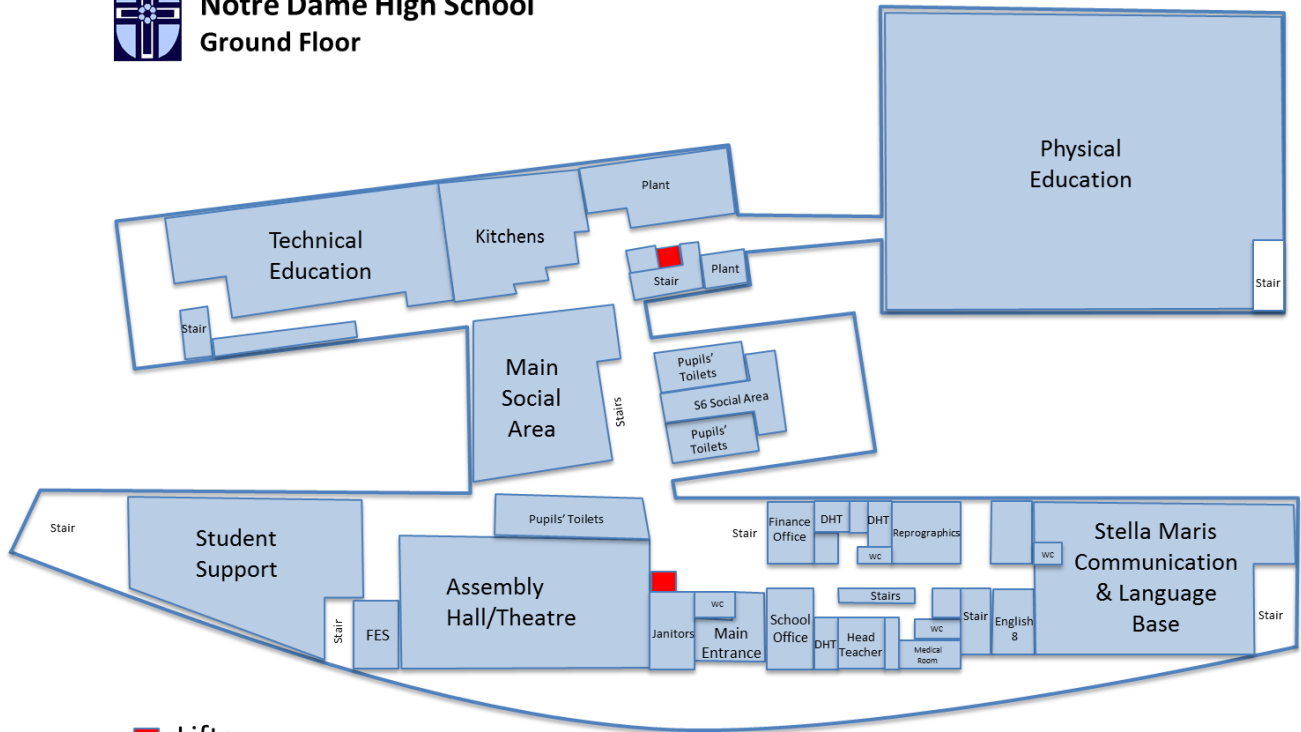 Notre Dame High School
Ground Floor
Physical
Education
Plant
Technical
Education
Kitchens
Plant
Stair
Stair
Stair
Main
Social
Area
Stairs
Pupils'
Toilets
S6 Social Area
Pupils'
Toilets
Stair
Student
Support
Pupils' Toilets
Stair
Finance
Office
DHT
DHT
Reprographics
wc
wc
Stella Maris
Communication
& Language
Base
Assembly
Hall/Theatre
Stair
FES
Janitors
wc
Main
Entrance
School
Office
DHT
Head
Teacher
Stairs
wc
Medical
Room
Stair
English
8
Stair
Lifts